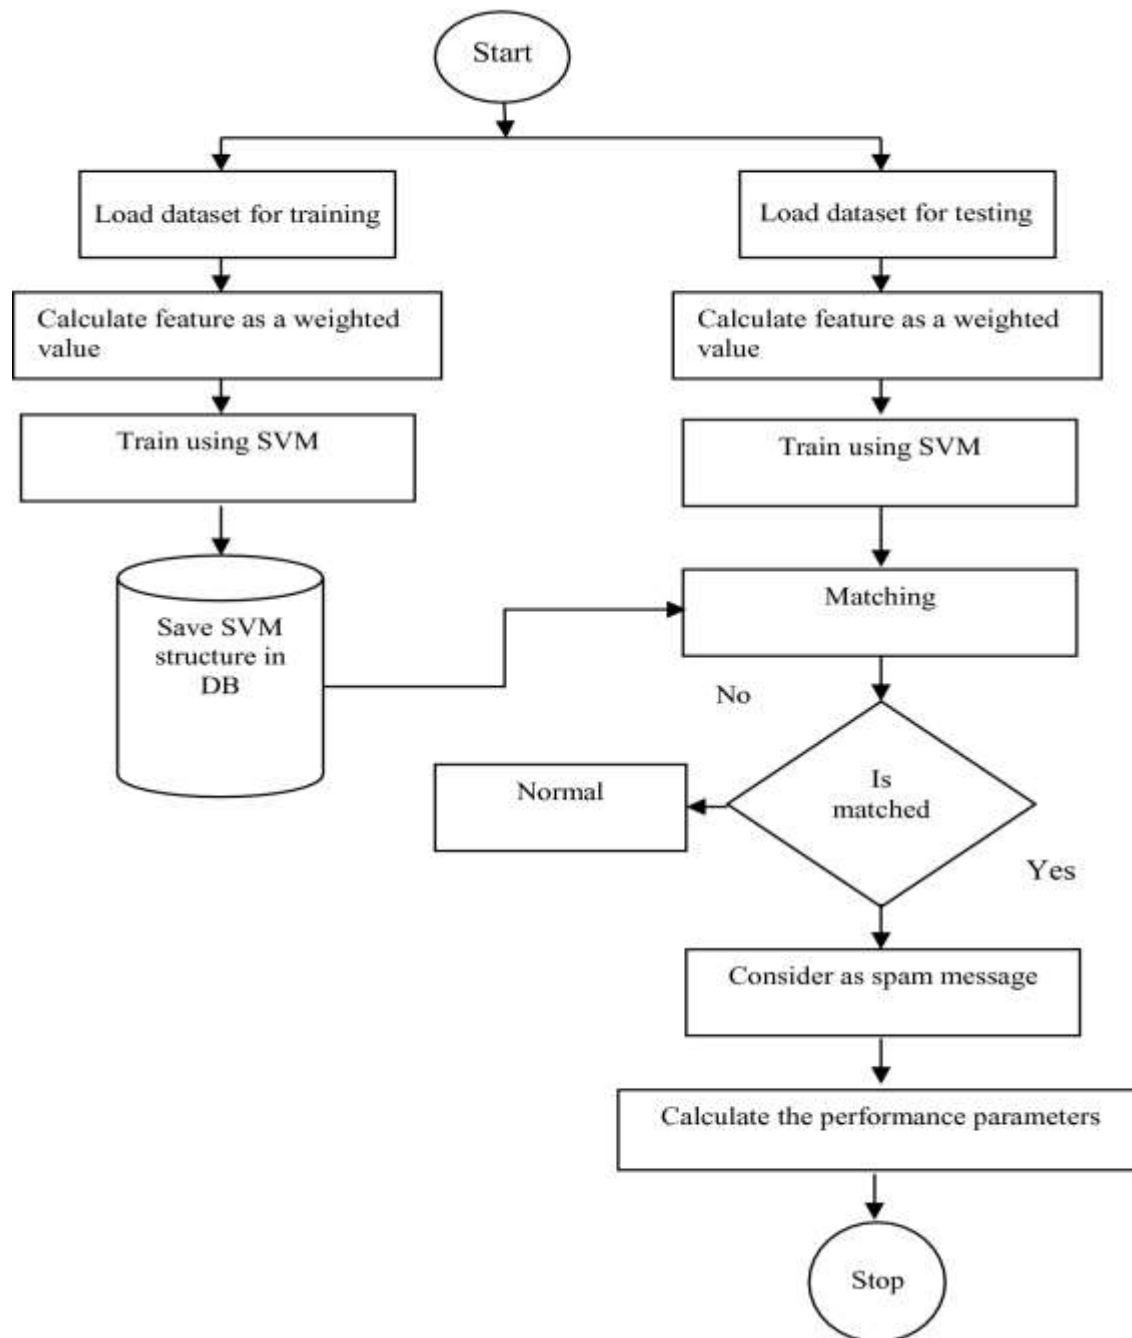 Start
Load dataset for training
Load dataset for testing
Calculate feature as a weighted
value
Calculate feature as a weighted
value
Train using SVM
Train using SVM
Save SVM
structure in
DB
Matching
No
Normal
Is
matched
Yes
Consider as spam message
Calculate the performance parameters
Stop